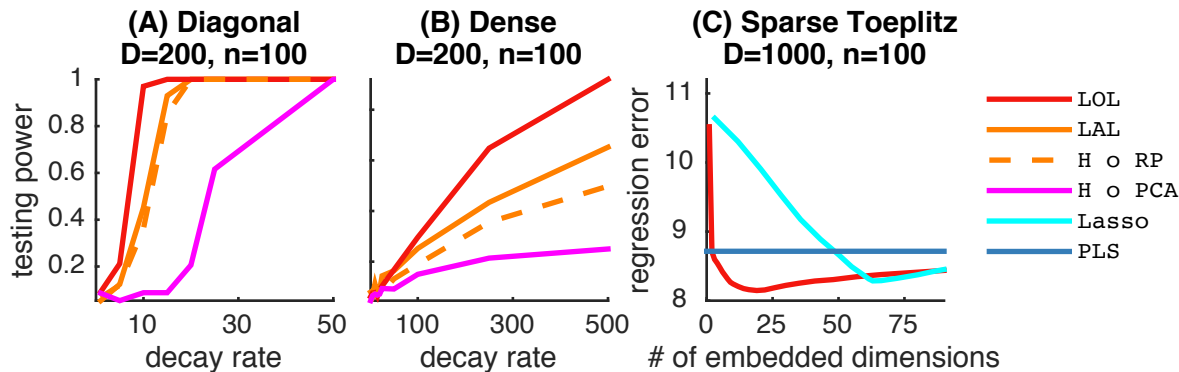 (A) Diagonal
D=200, n=100
(B) Dense
D=200, n=100
(C) Sparse Toeplitz
D=1000, n=100
testing power
1
0.8
0.6
0.4
0.2
10
30
50
decay rate
100
300
500
decay rate
regression error
11
10
9
8
0
25
50
75
# of embedded dimensions
LOL
LAL
H o RP
H o PCA
Lasso
PLS